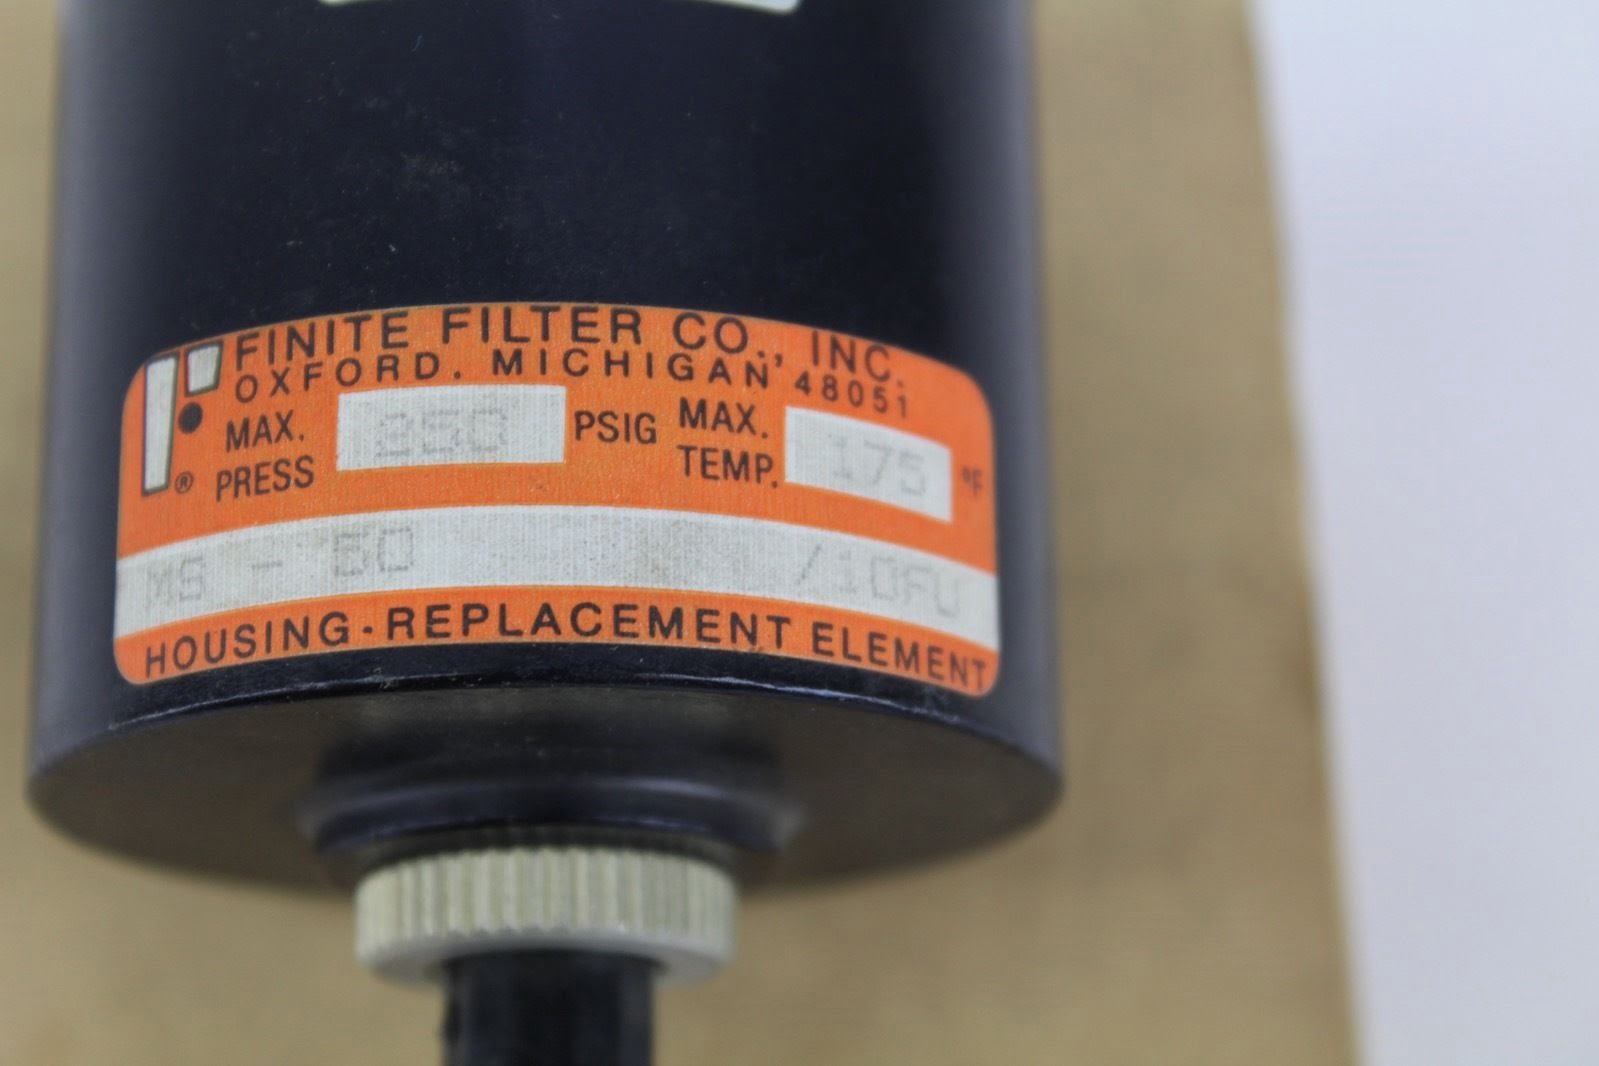 FINITE FILTER CO., INC.
OXFORD, MICHIGAN 48051
MAX. PRESS 250 PSIG MAX. TEMP. 175 °F
®
MS - 50 /10FU
HOUSING · REPLACEMENT ELEMENT